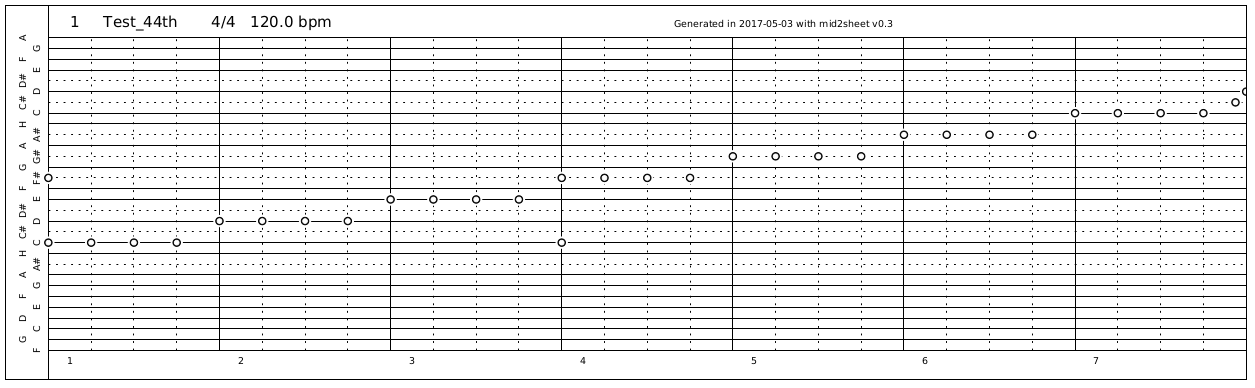 1 Test_44th 4/4 120.0 bpm
Generated in 2017-05-03 with mid2sheet v0.3
G D F A H C# D# F G A H C# D# F A
F C E G A# C D E F# G# A# C D E G
1 2 3 4 5 6 7